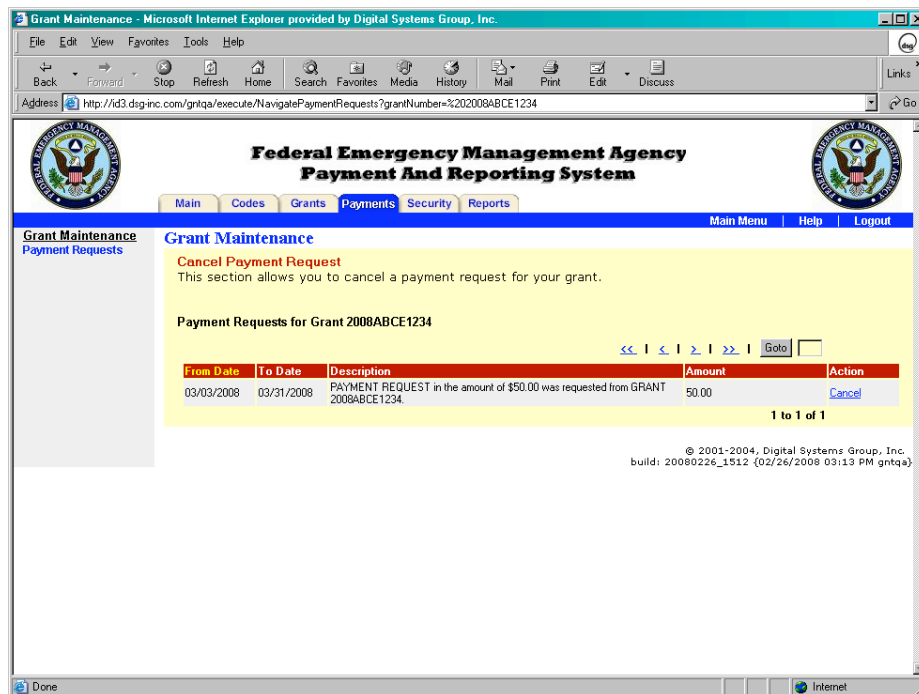 Grant Maintenance - Microsoft Internet Explorer provided by Digital Systems Group, Inc.
File Edit View Favorites Tools Help
dsg
Back Forward Stop Refresh Home Search Favorites Media History Mail Print Edit Discuss Links
Address http://id3.dsg-inc.com/gntqa/execute/NavigatePaymentRequests?grantNumber=%202008ABCE1234 Go
Federal Emergency Management Agency
Payment And Reporting System
Main Codes Grants Payments Security Reports
Main Menu | Help | Logout
Grant Maintenance
Payment Requests
Grant Maintenance
Cancel Payment Request
This section allows you to cancel a payment request for your grant.
Payment Requests for Grant 2008ABCE1234
<< | < | > | >> | Goto
From Date To Date Description Amount Action
03/03/2008 03/31/2008 PAYMENT REQUEST in the amount of $50.00 was requested from GRANT 50.00 Cancel
2008ABCE1234.
1 to 1 of 1
© 2001-2004, Digital Systems Group, Inc.
build: 20080226_1512 {02/26/2008 03:13 PM gntqa}
Done Internet